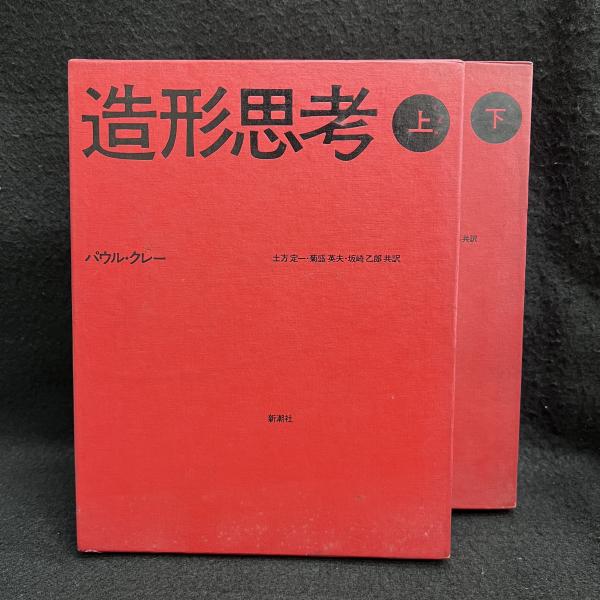 造形思考 上
下
パウル・クレー
土方 定一・菊盛 英夫・坂崎 乙郎 共訳
共訳
新潮社